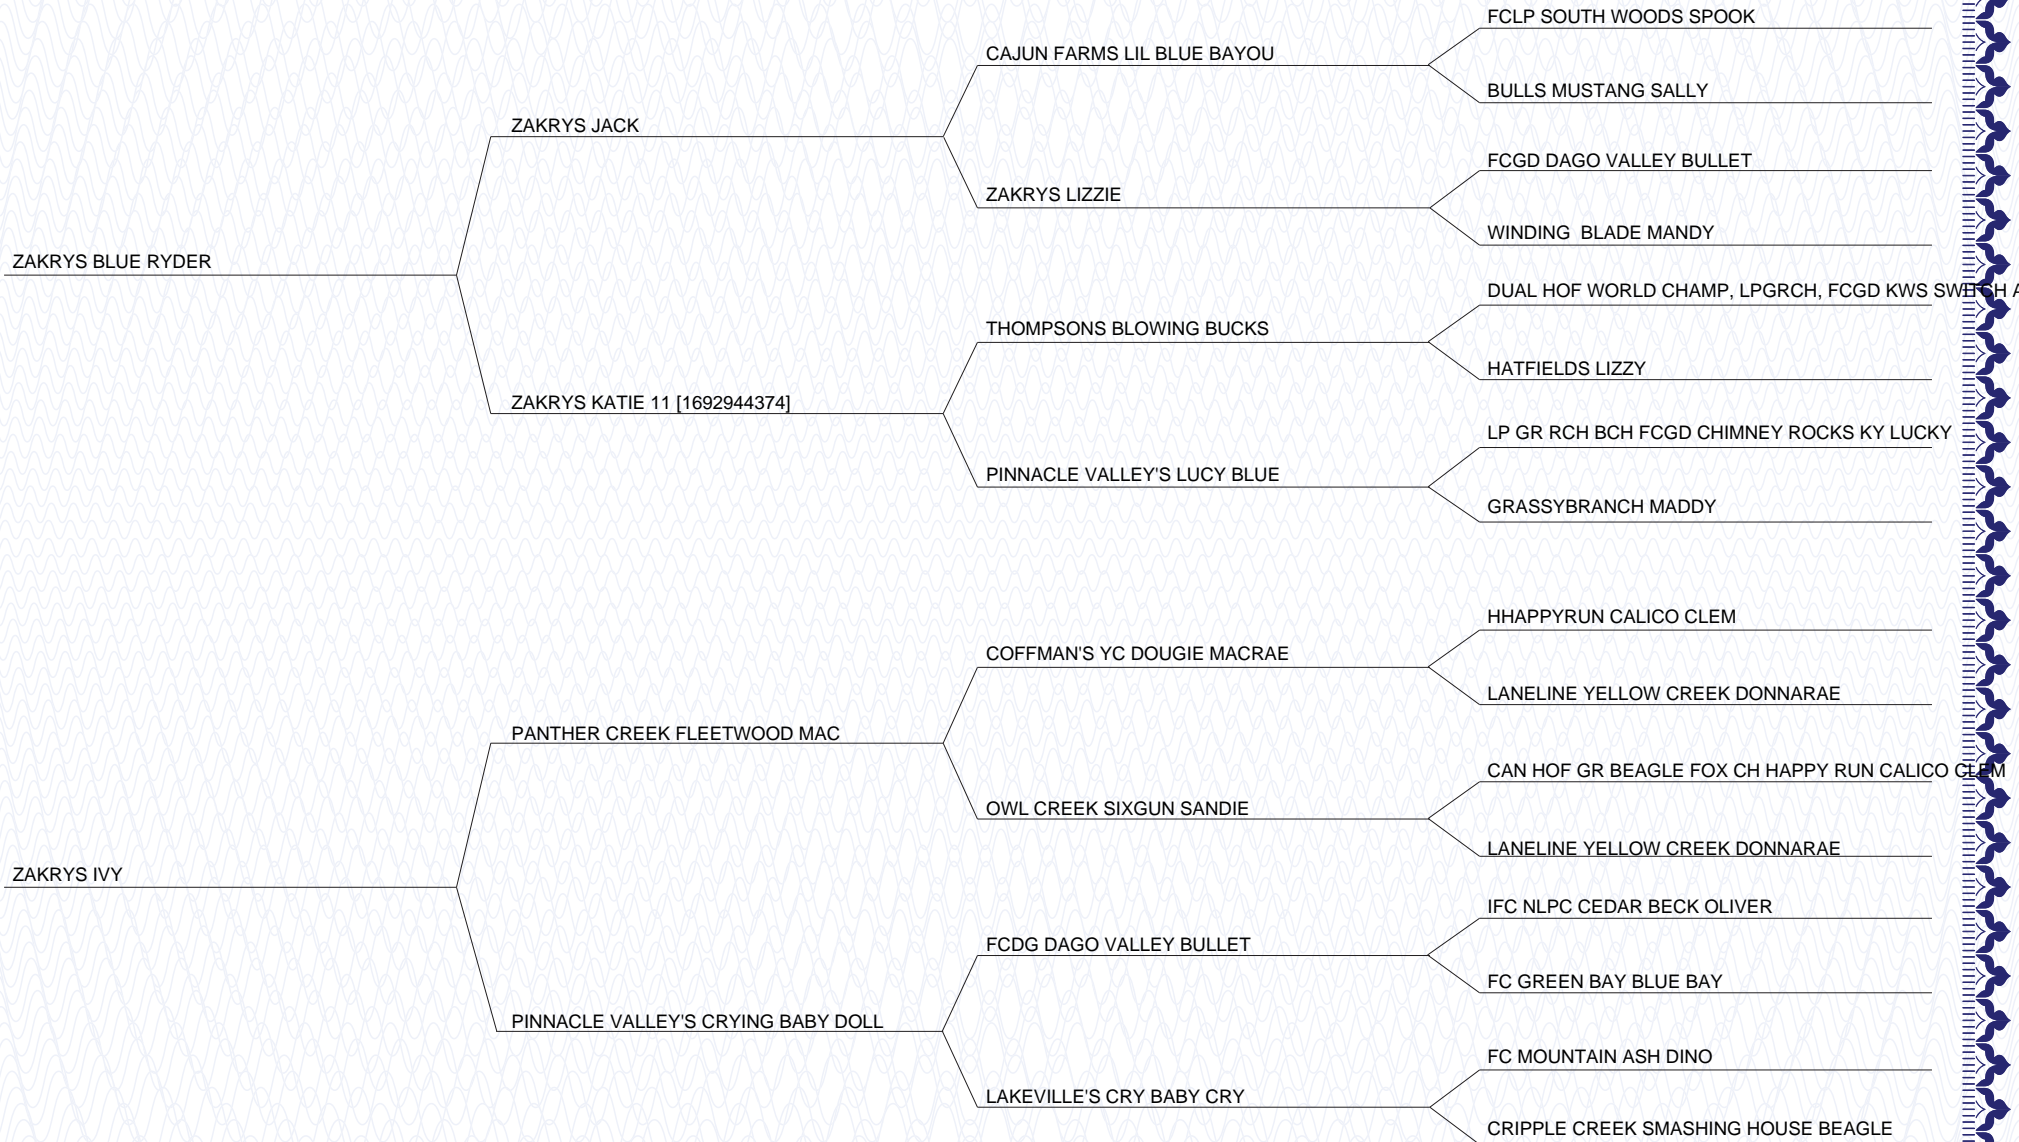 FCLP SOUTH WOODS SPOOK
CAJUN FARMS LIL BLUE BAYOU
BULLS MUSTANG SALLY
ZAKRYS JACK
FCGD DAGO VALLEY BULLET
ZAKRYS LIZZIE
WINDING  BLADE MANDY
ZAKRYS BLUE RYDER
DUAL HOF WORLD CHAMP, LPGRCH, FCGD KWS SWITCH A
THOMPSONS BLOWING BUCKS
HATFIELDS LIZZY
ZAKRYS KATIE 11 [1692944374]
LP GR RCH BCH FCGD CHIMNEY ROCKS KY LUCKY
PINNACLE VALLEY'S LUCY BLUE
GRASSYBRANCH MADDY
HHAPPYRUN CALICO CLEM
COFFMAN'S YC DOUGIE MACRAE
LANELINE YELLOW CREEK DONNARAE
PANTHER CREEK FLEETWOOD MAC
CAN HOF GR BEAGLE FOX CH HAPPY RUN CALICO CLEM
OWL CREEK SIXGUN SANDIE
LANELINE YELLOW CREEK DONNARAE
ZAKRYS IVY
IFC NLPC CEDAR BECK OLIVER
FCDG DAGO VALLEY BULLET
FC GREEN BAY BLUE BAY
PINNACLE VALLEY'S CRYING BABY DOLL
FC MOUNTAIN ASH DINO
LAKEVILLE'S CRY BABY CRY
CRIPPLE CREEK SMASHING HOUSE BEAGLE